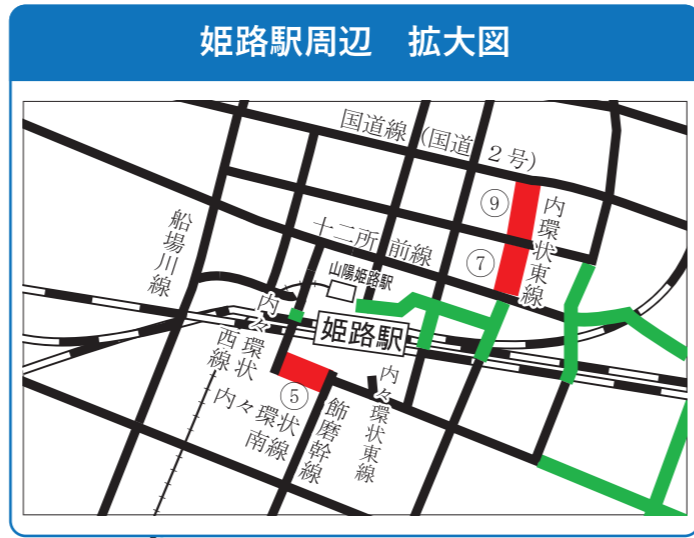 姫路駅周辺　拡大図
国道線(国道2号)
⑨
内環状東線
船場川線
十二所前線
⑦
山陽姫路駅
姫路駅
内々環状西線
⑤
内々環状南線
飾磨幹線
内々環状東線